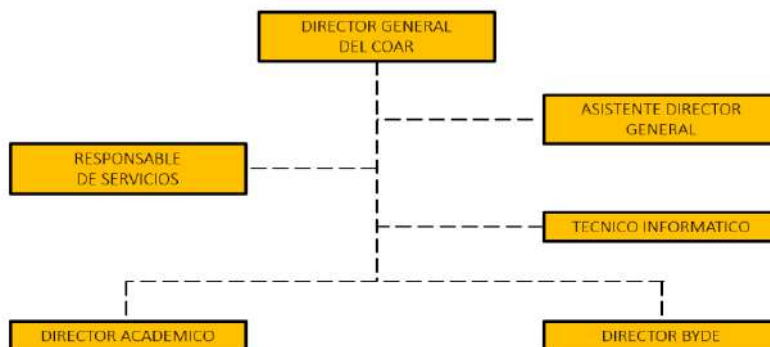 DIRECTOR GENERAL
DEL COAR
ASISTENTE DIRECTOR
GENERAL
RESPONSABLE
DE SERVICIOS
TECNICO INFORMATICO
DIRECTOR ACADEMICO
DIRECTOR BYDE